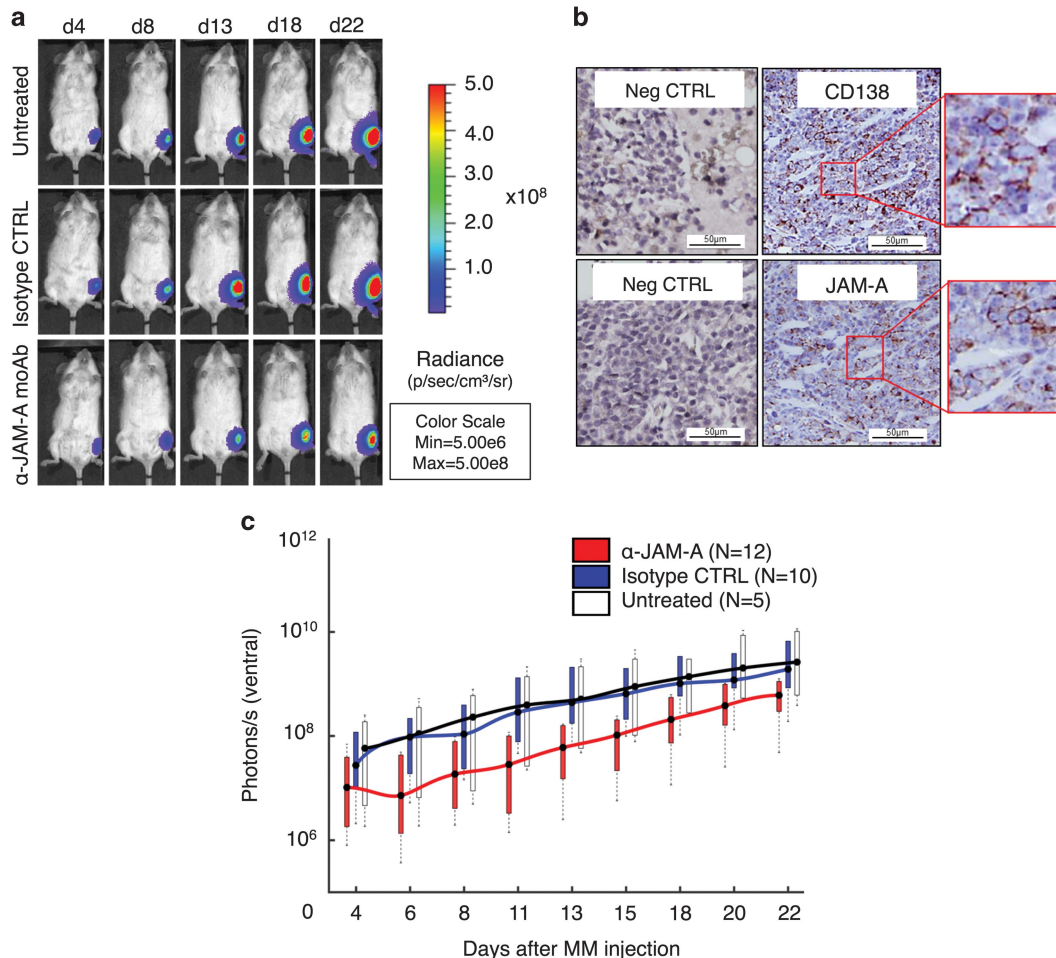 a
d4 d8 d13 d18 d22
Untreated
Isotype CTRL
α-JAM-A moAb
5.0
4.0
3.0
2.0
1.0
x10⁸
Radiance
(p/sec/cm³/sr)
Color Scale
Min=5.00e6
Max=5.00e8
b
Neg CTRL
50µm
CD138
50µm
Neg CTRL
50µm
JAM-A
50µm
c
α-JAM-A (N=12)
Isotype CTRL (N=10)
Untreated (N=5)
Photons/s (ventral)
10¹²
10¹⁰
10⁸
10⁶
0
4 6 8 11 13 15 18 20 22
Days after MM injection